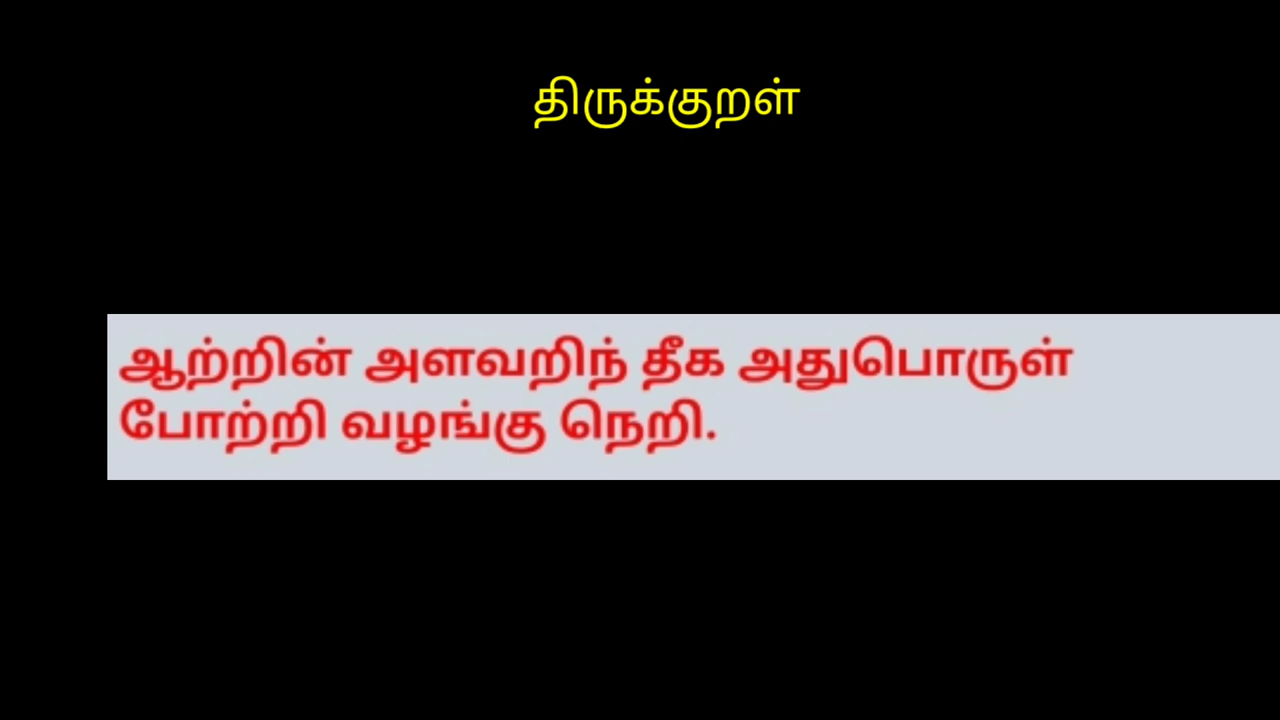 திருக்குறள்
ஆற்றின் அளவறிந் தீக அதுபொருள்
போற்றி வழங்கு நெறி.